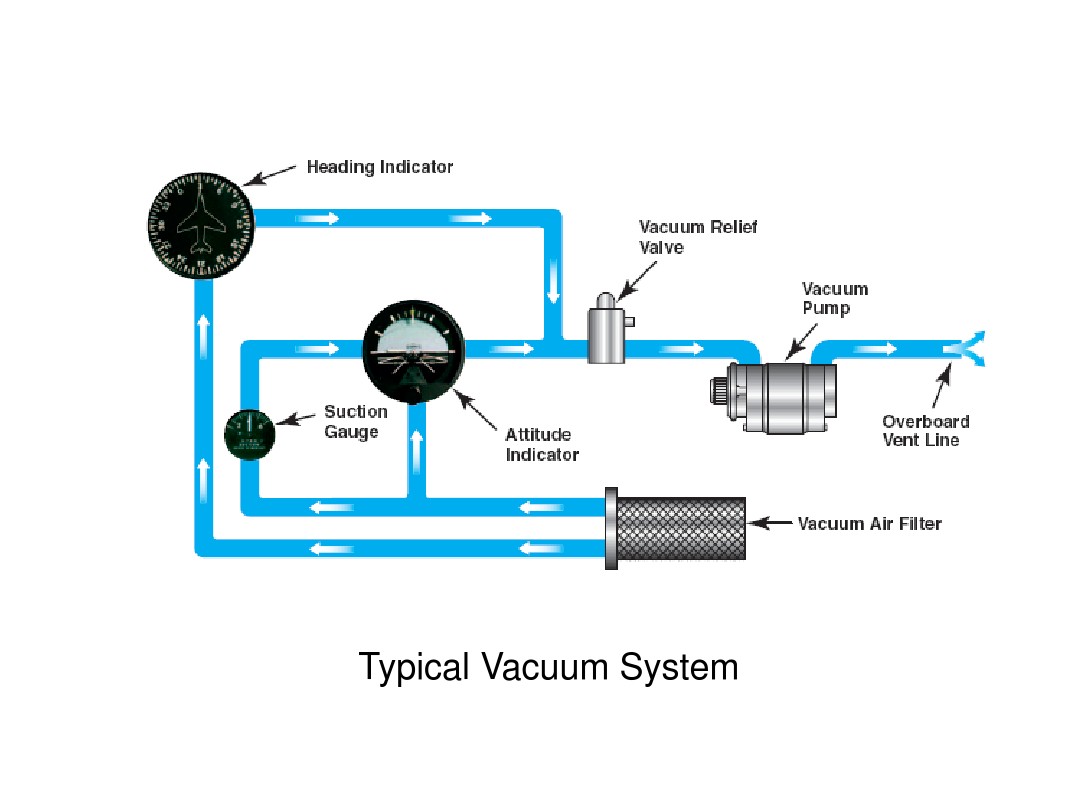 Heading Indicator
Vacuum Relief
Valve
Vacuum
Pump
Suction
Gauge
Attitude
Indicator
Overboard
Vent Line
Vacuum Air Filter
Typical Vacuum System